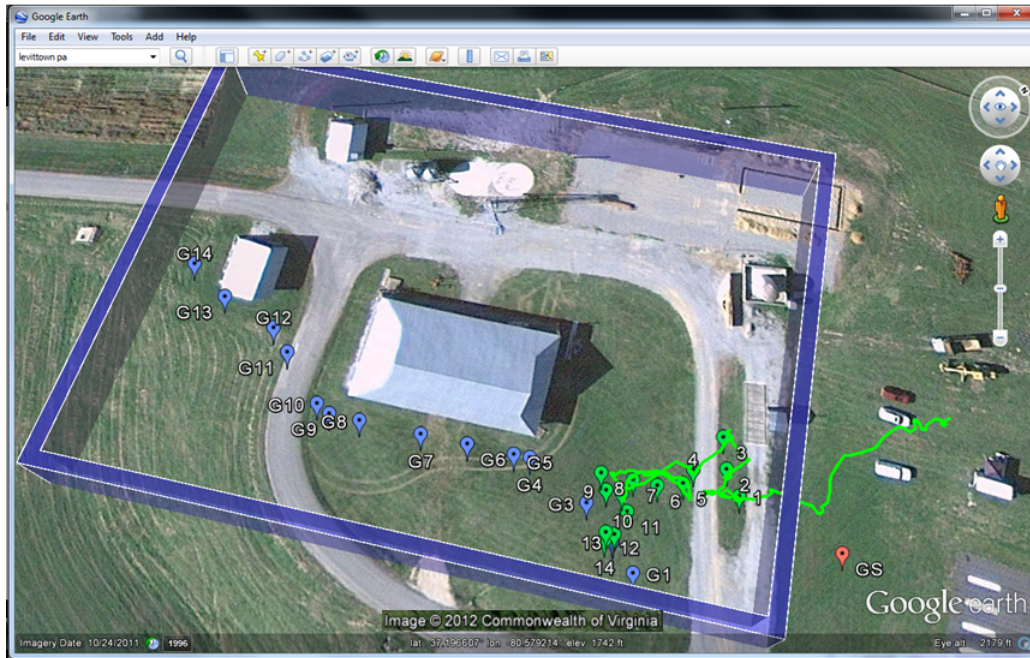 Google Earth
File Edit View Tools Add Help
levittown pa
N
G14
G13
G12
G11
G10
G9
G8
G7
G6
G5
G4
G3
G1
1
2
3
4
5
6
7
8
9
10
11
12
13
14
GS
Google earth
Image © 2012 Commonwealth of Virginia
Imagery Date 10/24/2011 1996 lat 37.196607° lon -80.579214° elev 1742 ft Eye alt 2179 ft